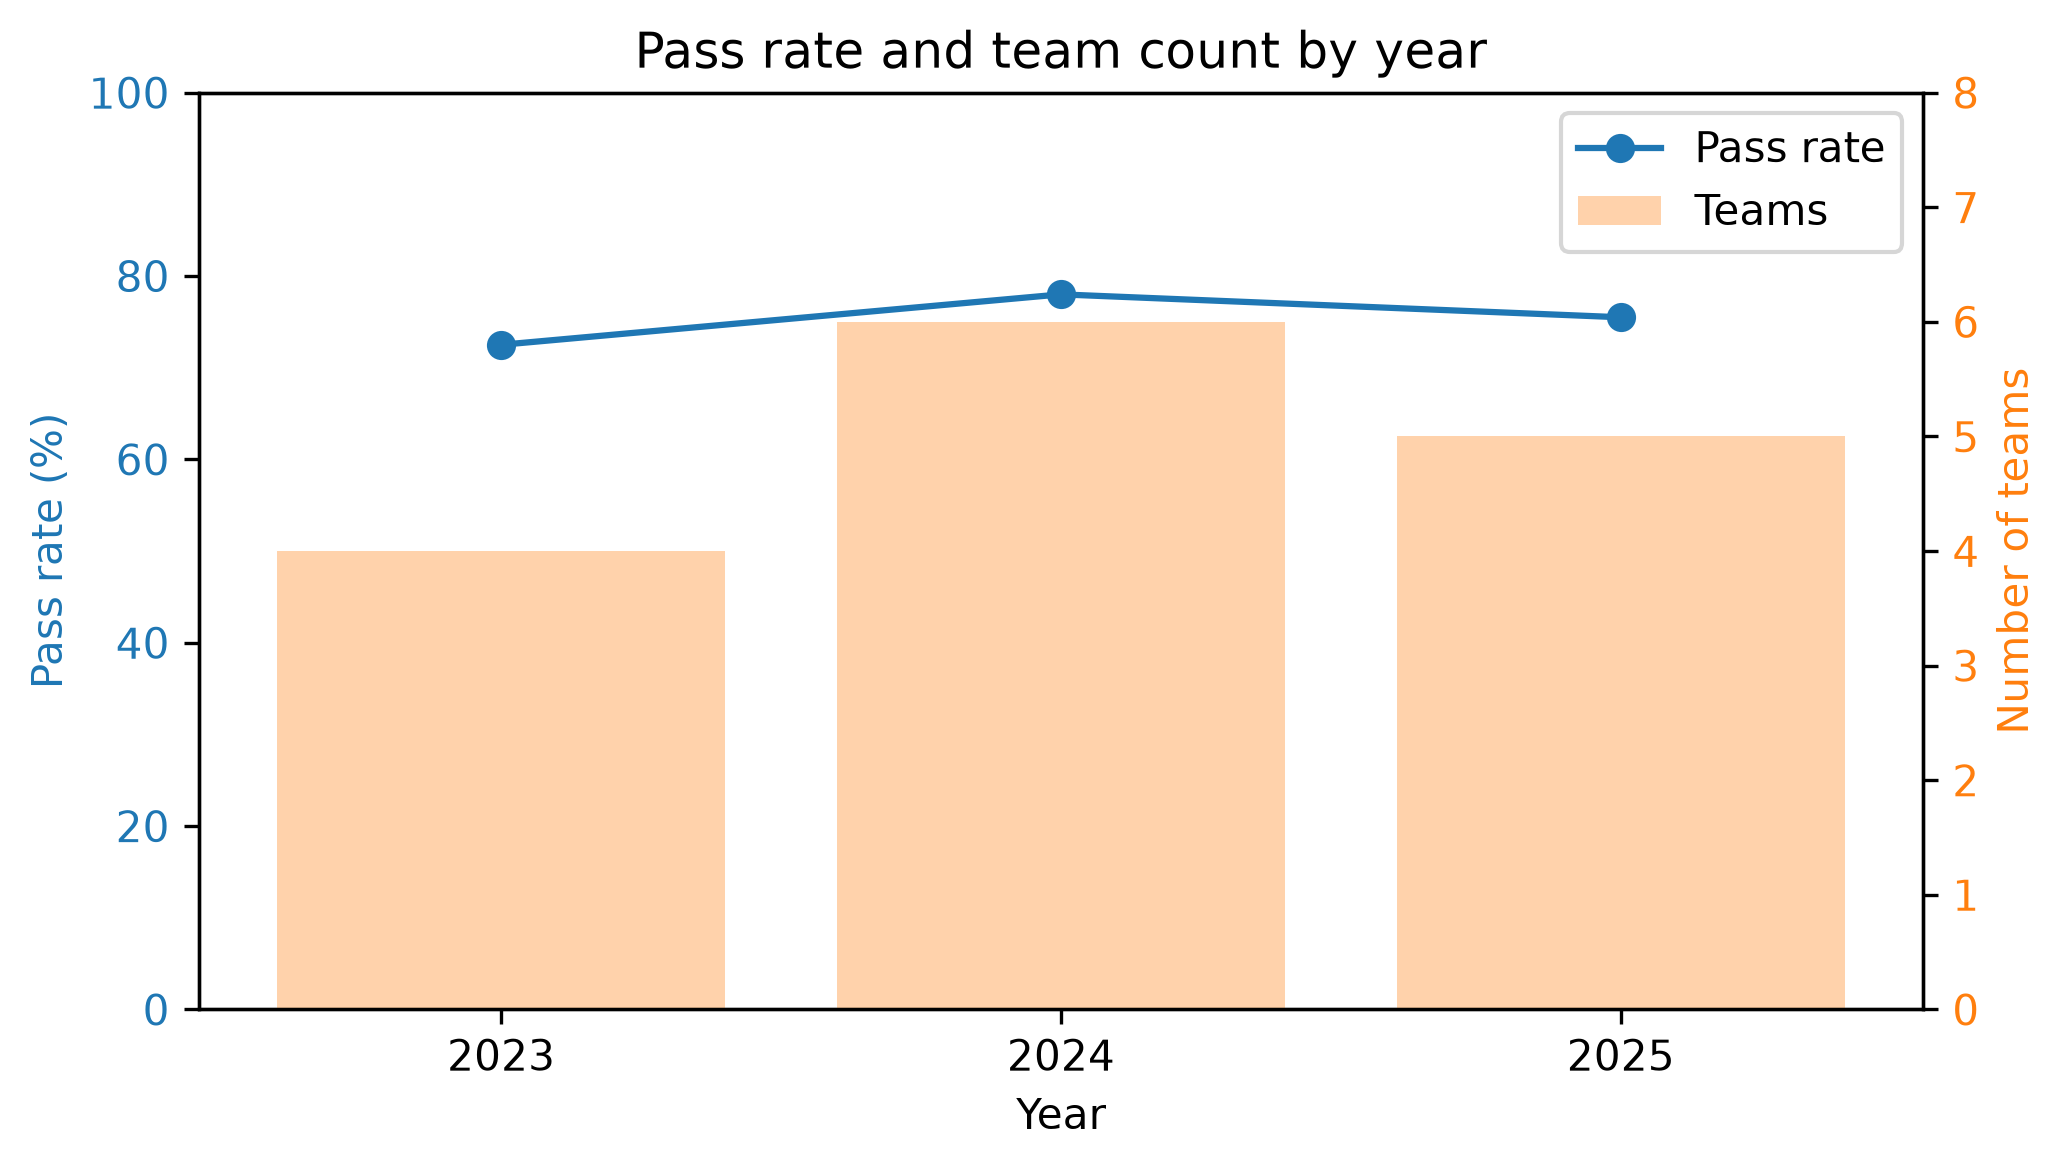 Pass rate and team count by year
Pass rate
Teams
Pass rate (%)
100
80
60
40
20
0
8
7
6
5
4
3
2
1
0
Number of teams
2023 2024 2025
Year